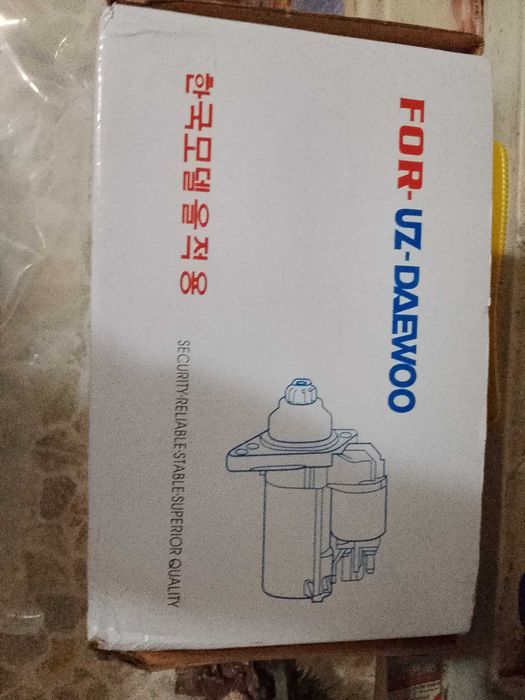 FOR-UZ-DAEWOO
한국모델을적용
SECURITY·RELIABLE·STABLE·SUPERIOR QUALITY